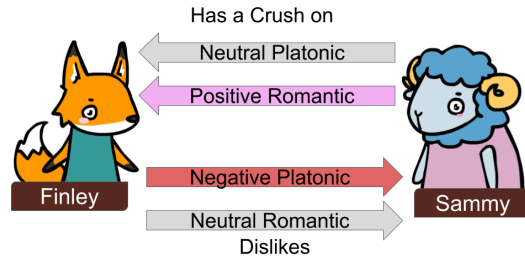 Has a Crush on
Neutral Platonic
Positive Romantic
Negative Platonic
Finley
Neutral Romantic
Sammy
Dislikes